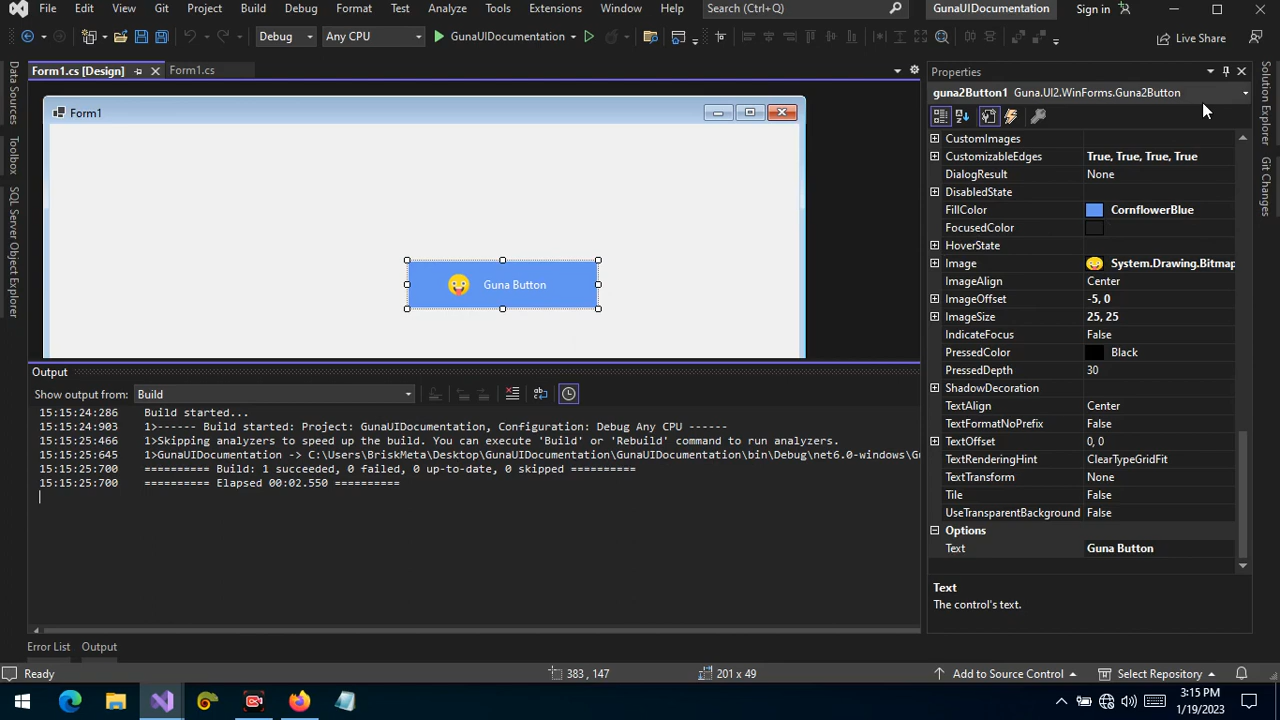 File Edit View Git Project Build Debug Format Test Analyze Tools Extensions Window Help Search (Ctrl+Q) GunaUIDocumentation Sign in
Debug Any CPU GunaUIDocumentation Live Share
Form1.cs [Design] Form1.cs
Data Sources
Toolbox
SQL Server Object Explorer
Form1
Guna Button
Output
Show output from: Build
15:15:24:286 Build started...
15:15:24:903 1>------ Build started: Project: GunaUIDocumentation, Configuration: Debug Any CPU ------
15:15:25:466 1>Skipping analyzers to speed up the build. You can execute 'Build' or 'Rebuild' command to run analyzers.
15:15:25:645 1>GunaUIDocumentation -> C:\Users\BriskMeta\Desktop\GunaUIDocumentation\GunaUIDocumentation\bin\Debug\net6.0-windows\Gu
15:15:25:700 ========== Build: 1 succeeded, 0 failed, 0 up-to-date, 0 skipped ==========
15:15:25:700 ========== Elapsed 00:02.550 ==========
Error List Output
Properties
guna2Button1 Guna.UI2.WinForms.Guna2Button
CustomImages
CustomizableEdges True, True, True, True
DialogResult None
DisabledState
FillColor CornflowerBlue
FocusedColor
HoverState
Image System.Drawing.Bitmap
ImageAlign Center
ImageOffset -5, 0
ImageSize 25, 25
IndicateFocus False
PressedColor Black
PressedDepth 30
ShadowDecoration
TextAlign Center
TextFormatNoPrefix False
TextOffset 0, 0
TextRenderingHint ClearTypeGridFit
TextTransform None
Tile False
UseTransparentBackground False
Options
Text Guna Button
Text
The control's text.
Solution Explorer
Git Changes
Ready 383 , 147 201 x 49 Add to Source Control Select Repository
3:15 PM
1/19/2023